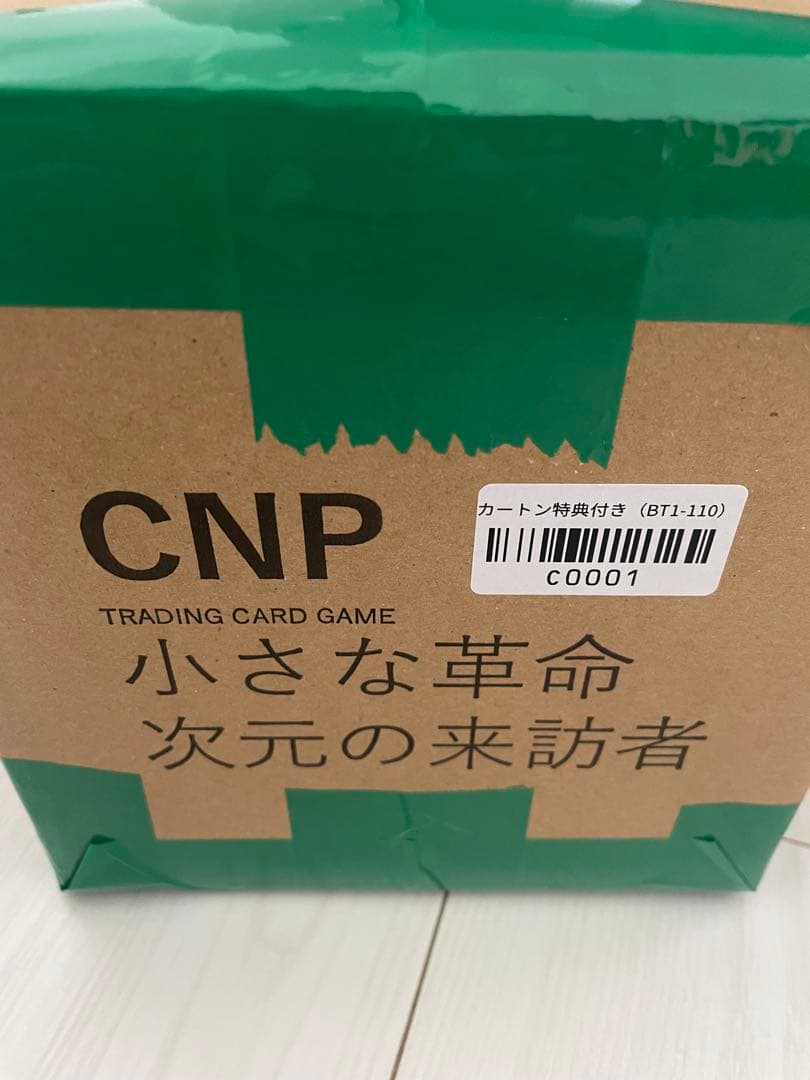 CNP
TRADING CARD GAME
小さな革命
次元の来訪者
カートン特典付き（BT1-110）
C0001